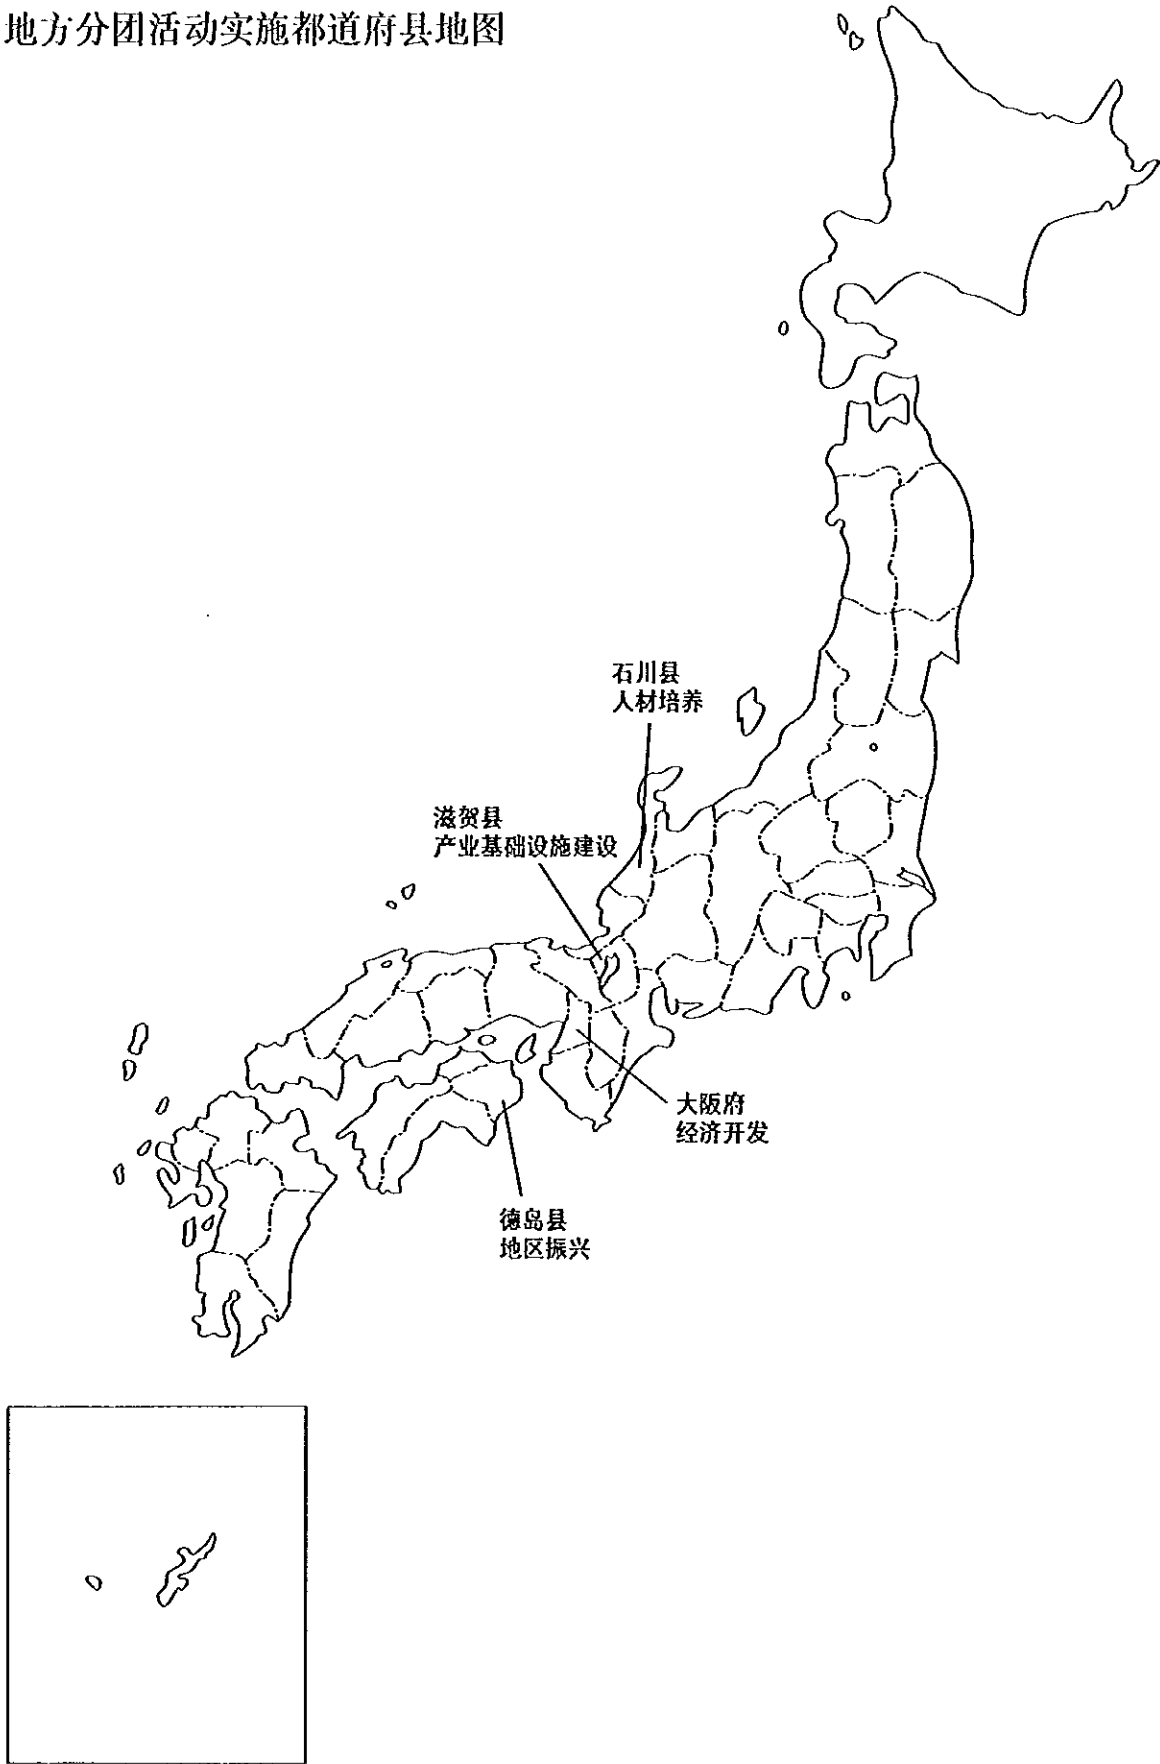 地方分团活动实施都道府县地图
石川县
人材培养
滋贺县
产业基础设施建设
大阪府
经济开发
德岛县
地区振兴